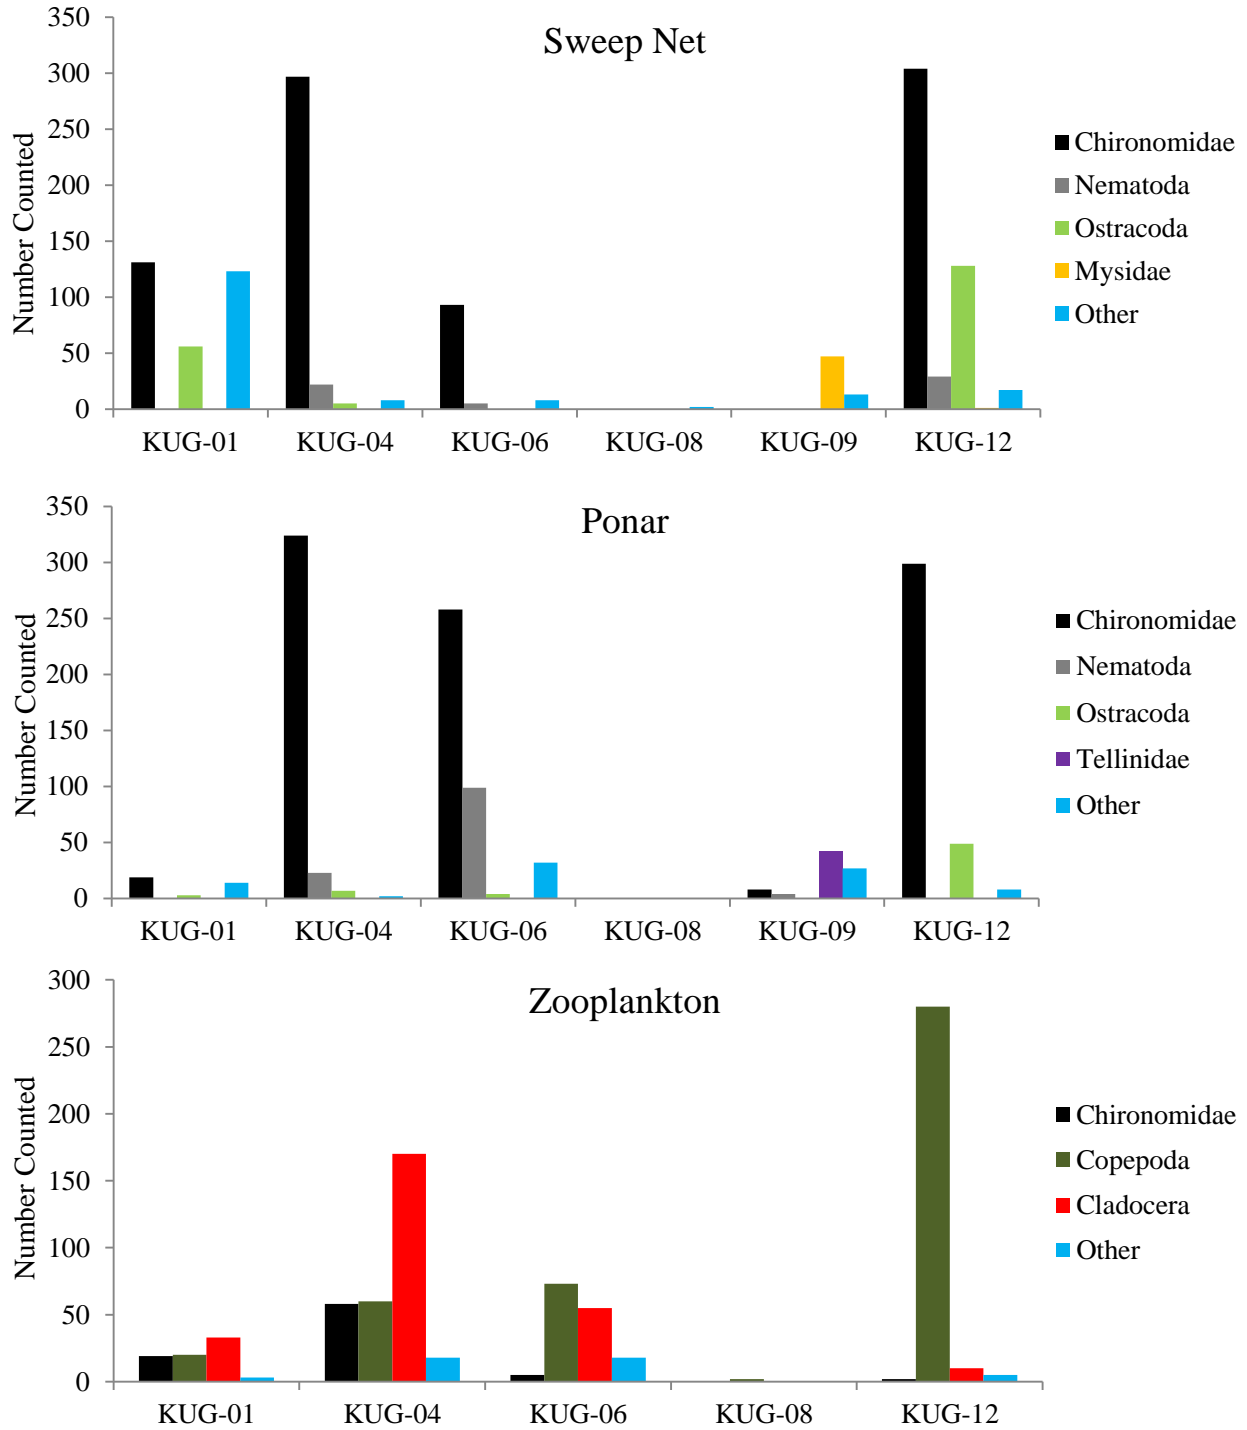 Sweep Net
Number Counted
350
300
250
200
150
100
50
0
KUG-01 KUG-04 KUG-06 KUG-08 KUG-09 KUG-12
Chironomidae
Nematoda
Ostracoda
Mysidae
Other
Ponar
Number Counted
350
300
250
200
150
100
50
0
KUG-01 KUG-04 KUG-06 KUG-08 KUG-09 KUG-12
Chironomidae
Nematoda
Ostracoda
Tellinidae
Other
Zooplankton
Number Counted
300
250
200
150
100
50
0
KUG-01 KUG-04 KUG-06 KUG-08 KUG-12
Chironomidae
Copepoda
Cladocera
Other